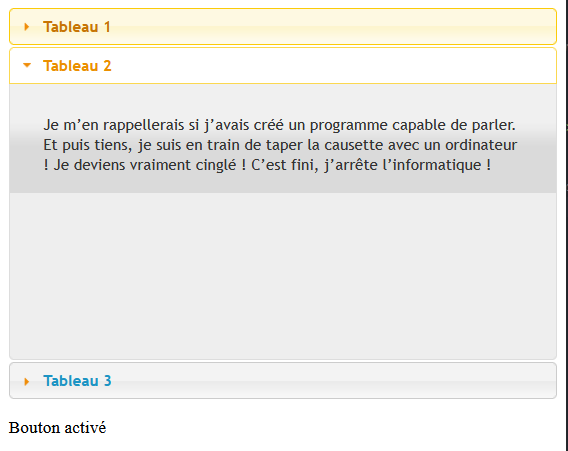 Tableau 1
Tableau 2
Je m’en rappellerais si j’avais créé un programme capable de parler.
Et puis tiens, je suis en train de taper la causette avec un ordinateur
! Je deviens vraiment cinglé ! C’est fini, j’arrête l’informatique !
Tableau 3
Bouton activé